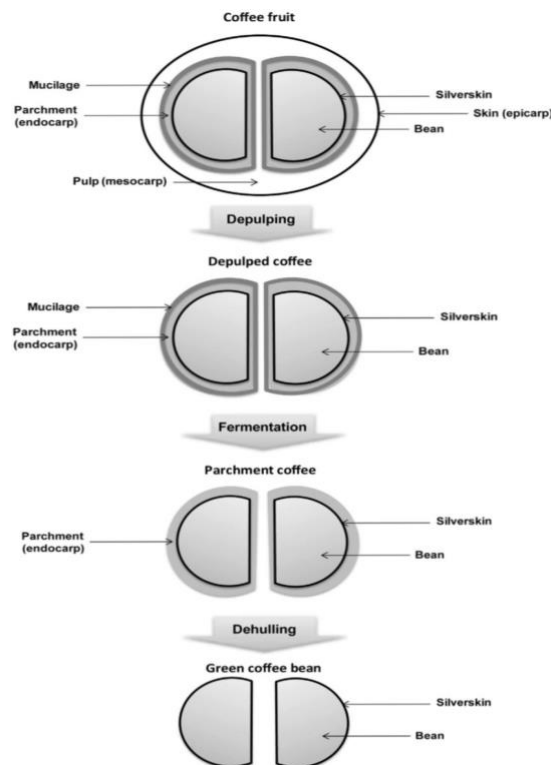 Coffee fruit
Mucilage
Parchment
(endocarp)
Silverskin
Skin (epicarp)
Bean
Pulp (mesocarp)
Depulping
Depulped coffee
Mucilage
Parchment
(endocarp)
Silverskin
Bean
Fermentation
Parchment coffee
Parchment
(endocarp)
Silverskin
Bean
Dehulling
Green coffee bean
Silverskin
Bean